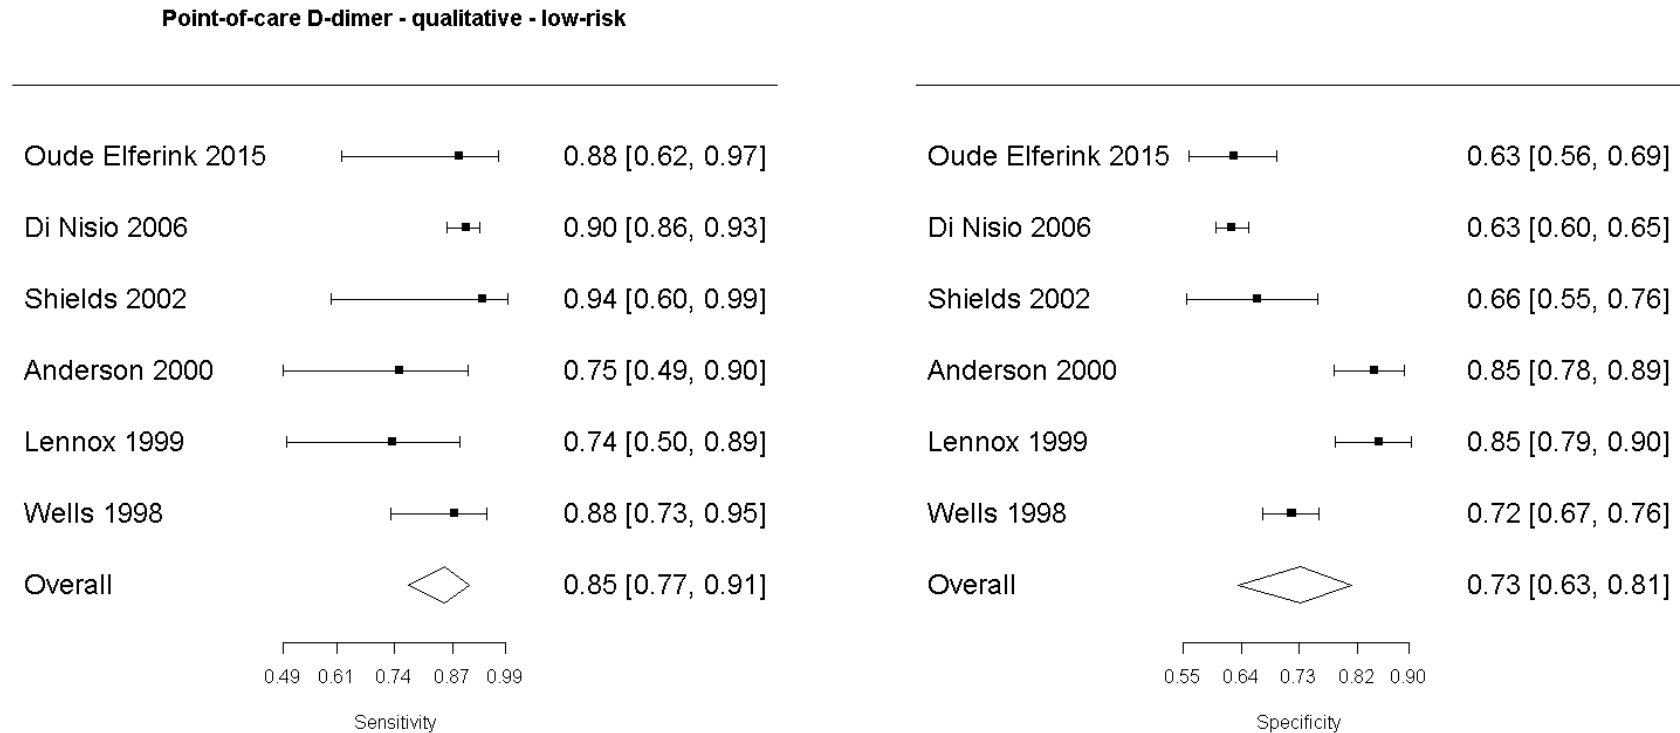 Point-of-care D-dimer - qualitative - low-risk
Oude Elferink 2015 0.88 [0.62, 0.97]
Di Nisio 2006 0.90 [0.86, 0.93]
Shields 2002 0.94 [0.60, 0.99]
Anderson 2000 0.75 [0.49, 0.90]
Lennox 1999 0.74 [0.50, 0.89]
Wells 1998 0.88 [0.73, 0.95]
Overall 0.85 [0.77, 0.91]
0.49 0.61 0.74 0.87 0.99
Sensitivity
Oude Elferink 2015 0.63 [0.56, 0.69]
Di Nisio 2006 0.63 [0.60, 0.65]
Shields 2002 0.66 [0.55, 0.76]
Anderson 2000 0.85 [0.78, 0.89]
Lennox 1999 0.85 [0.79, 0.90]
Wells 1998 0.72 [0.67, 0.76]
Overall 0.73 [0.63, 0.81]
0.55 0.64 0.73 0.82 0.90
Specificity